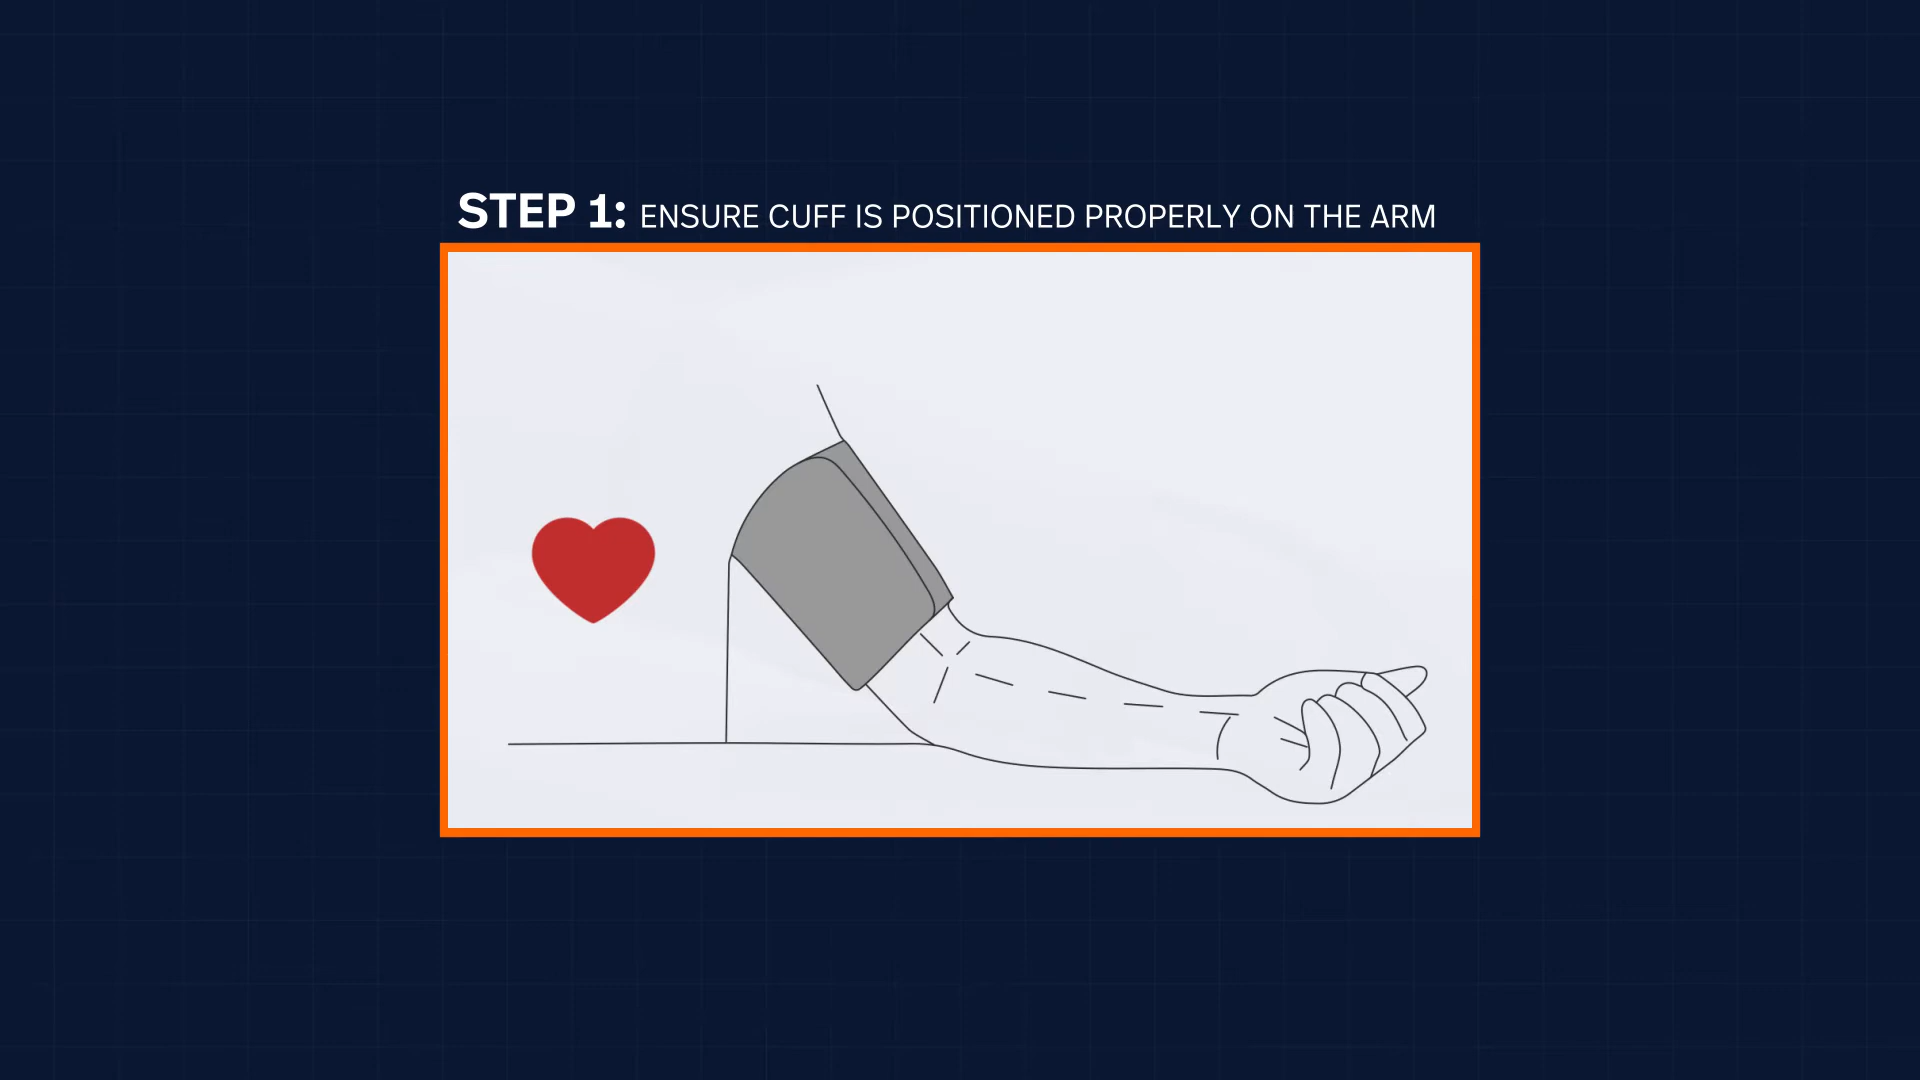 STEP 1: ENSURE CUFF IS POSITIONED PROPERLY ON THE ARM